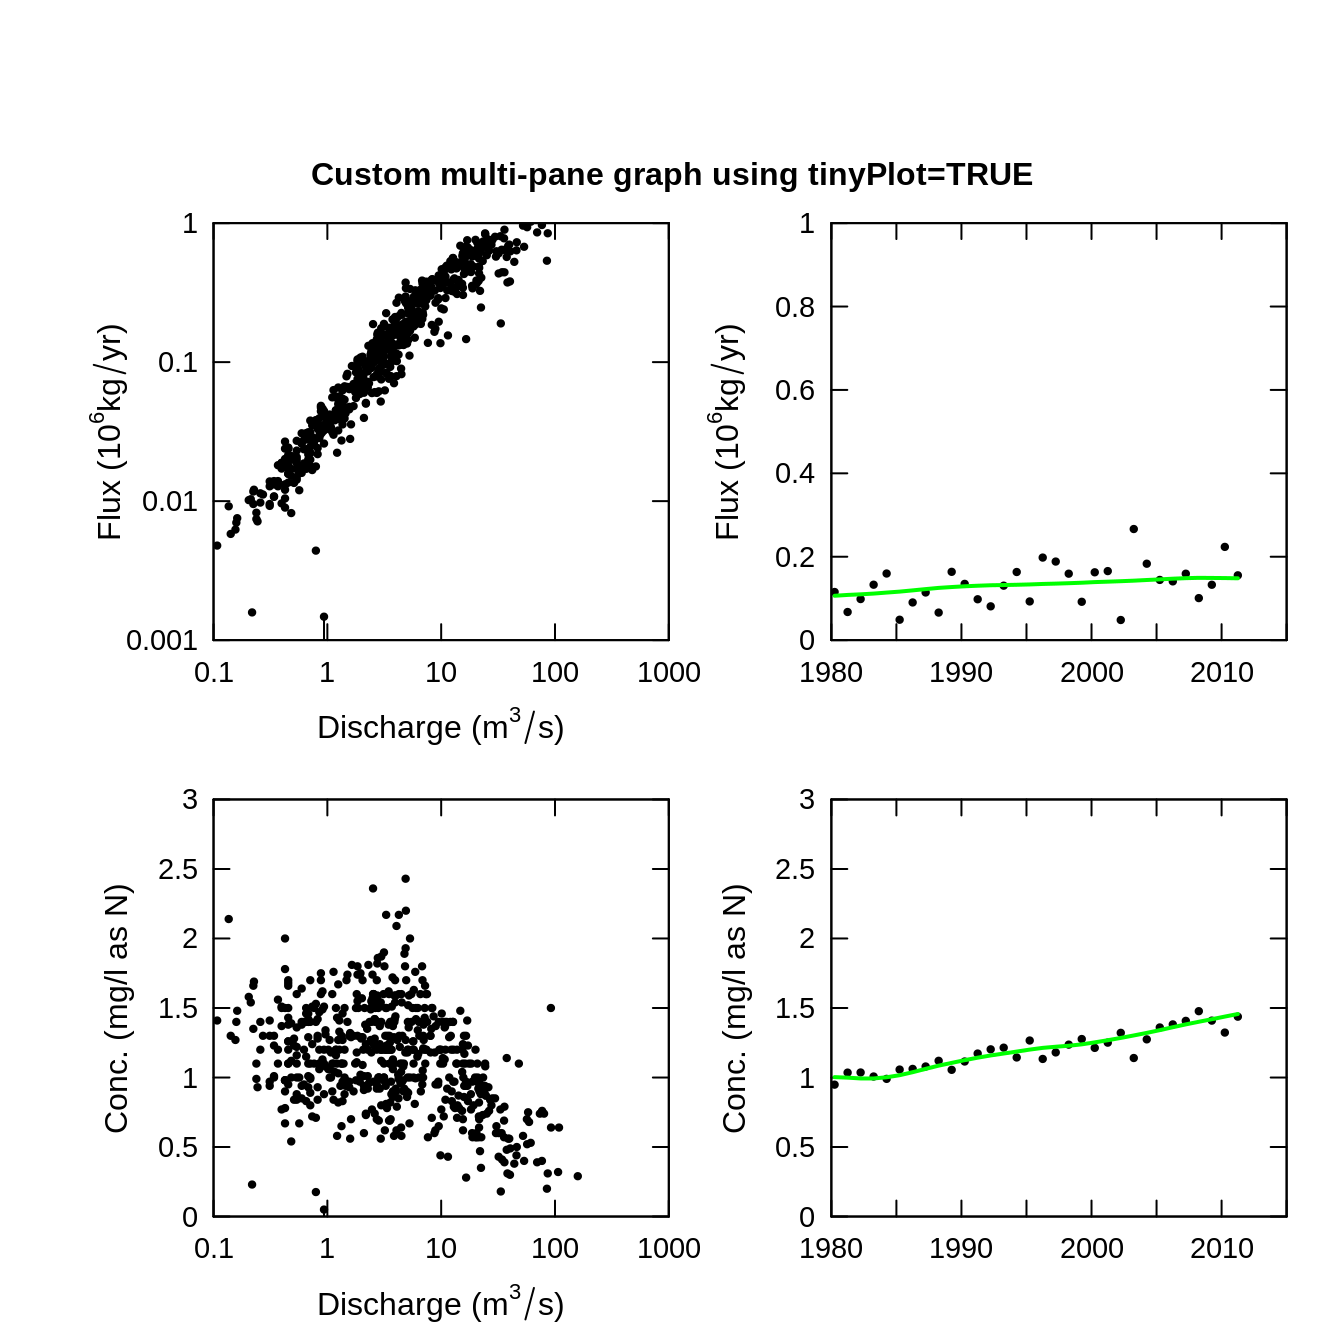 Custom multi-pane graph using tinyPlot=TRUE
Flux (10⁶kg/yr)
1
0.1
0.01
0.001
0.1 1 10 100 1000
Discharge (m³/s)
Flux (10⁶kg/yr)
1
0.8
0.6
0.4
0.2
0
1980 1990 2000 2010
Conc. (mg/l as N)
3
2.5
2
1.5
1
0.5
0
0.1 1 10 100 1000
Discharge (m³/s)
Conc. (mg/l as N)
3
2.5
2
1.5
1
0.5
0
1980 1990 2000 2010